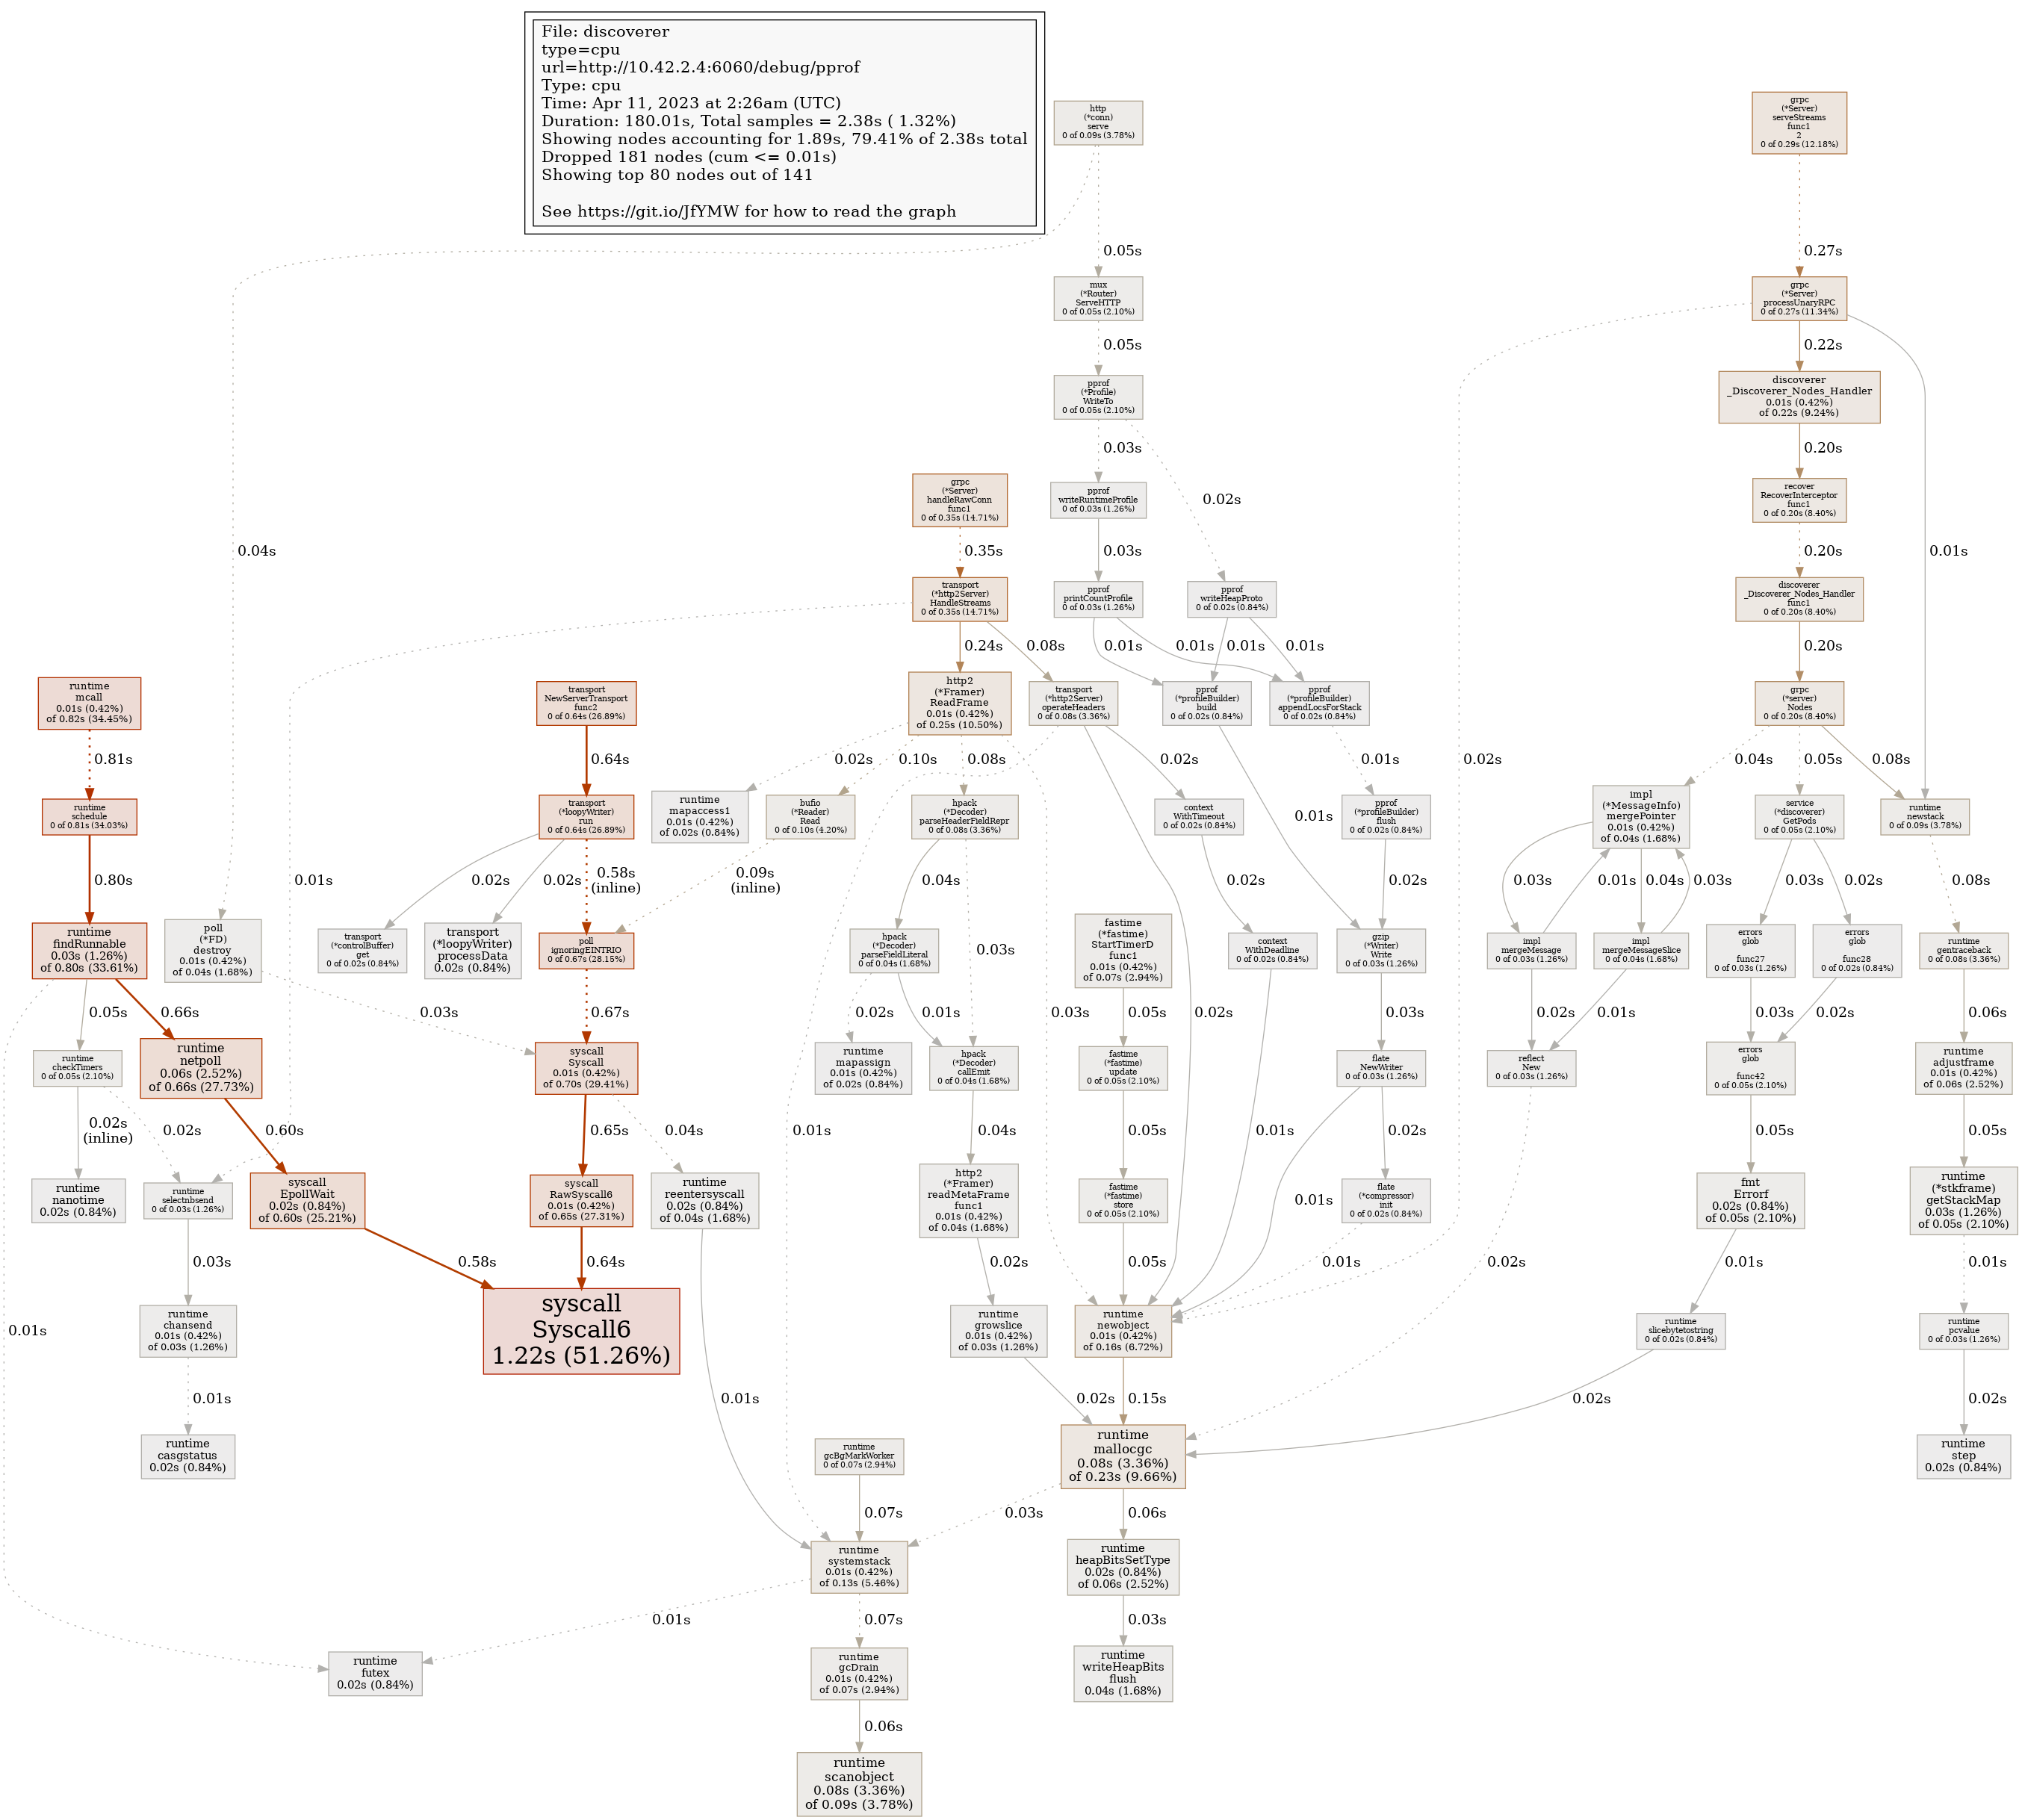 File: discoverer
type=cpu
url=http://10.42.2.4:6060/debug/pprof
Type: cpu
Time: Apr 11, 2023 at 2:26am (UTC)
Duration: 180.01s, Total samples = 2.38s ( 1.32%)
Showing nodes accounting for 1.89s, 79.41% of 2.38s total
Dropped 181 nodes (cum <= 0.01s)
Showing top 80 nodes out of 141
See https://git.io/JfYMW for how to read the graph
http
(*conn)
serve
0 of 0.09s (3.78%)
grpc
(*Server)
serveStreams
func1
2
0 of 0.29s (12.18%)
0.05s
0.27s
mux
(*Router)
ServeHTTP
0 of 0.05s (2.10%)
grpc
(*Server)
processUnaryRPC
0 of 0.27s (11.34%)
0.05s
0.22s
pprof
(*Profile)
WriteTo
0 of 0.05s (2.10%)
discoverer
_Discoverer_Nodes_Handler
0.01s (0.42%)
of 0.22s (9.24%)
0.03s
0.20s
grpc
(*Server)
handleRawConn
func1
0 of 0.35s (14.71%)
pprof
writeRuntimeProfile
0 of 0.03s (1.26%)
0.02s
recover
RecoverInterceptor
func1
0 of 0.20s (8.40%)
0.04s
0.35s
0.03s
0.20s
0.01s
transport
(*http2Server)
HandleStreams
0 of 0.35s (14.71%)
pprof
printCountProfile
0 of 0.03s (1.26%)
pprof
writeHeapProto
0 of 0.02s (0.84%)
discoverer
_Discoverer_Nodes_Handler
func1
0 of 0.20s (8.40%)
0.24s
0.08s
0.01s
0.01s
0.01s
0.01s
0.20s
runtime
mcall
0.01s (0.42%)
of 0.82s (34.45%)
transport
NewServerTransport
func2
0 of 0.64s (26.89%)
http2
(*Framer)
ReadFrame
0.01s (0.42%)
of 0.25s (10.50%)
transport
(*http2Server)
operateHeaders
0 of 0.08s (3.36%)
pprof
(*profileBuilder)
build
0 of 0.02s (0.84%)
pprof
(*profileBuilder)
appendLocsForStack
0 of 0.02s (0.84%)
grpc
(*server)
Nodes
0 of 0.20s (8.40%)
0.81s
0.64s
0.02s
0.10s
0.08s
0.02s
0.01s
0.02s
0.04s
0.05s
0.08s
runtime
schedule
0 of 0.81s (34.03%)
transport
(*loopyWriter)
run
0 of 0.64s (26.89%)
runtime
mapaccess1
0.01s (0.42%)
of 0.02s (0.84%)
bufio
(*Reader)
Read
0 of 0.10s (4.20%)
hpack
(*Decoder)
parseHeaderFieldRepr
0 of 0.08s (3.36%)
context
WithTimeout
0 of 0.02s (0.84%)
0.01s
pprof
(*profileBuilder)
flush
0 of 0.02s (0.84%)
impl
(*MessageInfo)
mergePointer
0.01s (0.42%)
of 0.04s (1.68%)
service
(*discoverer)
GetPods
0 of 0.05s (2.10%)
runtime
newstack
0 of 0.09s (3.78%)
0.80s
0.01s
0.02s
0.02s
0.58s
(inline)
0.09s
(inline)
0.04s
0.02s
0.02s
0.03s
0.01s
0.04s
0.03s
0.03s
0.02s
0.08s
runtime
findRunnable
0.03s (1.26%)
of 0.80s (33.61%)
poll
(*FD)
destroy
0.01s (0.42%)
of 0.04s (1.68%)
transport
(*controlBuffer)
get
0 of 0.02s (0.84%)
transport
(*loopyWriter)
processData
0.02s (0.84%)
poll
ignoringEINTRIO
0 of 0.67s (28.15%)
hpack
(*Decoder)
parseFieldLiteral
0 of 0.04s (1.68%)
0.03s
fastime
(*fastime)
StartTimerD
func1
0.01s (0.42%)
of 0.07s (2.94%)
context
WithDeadline
0 of 0.02s (0.84%)
gzip
(*Writer)
Write
0 of 0.03s (1.26%)
impl
mergeMessage
0 of 0.03s (1.26%)
impl
mergeMessageSlice
0 of 0.04s (1.68%)
errors
glob
func27
0 of 0.03s (1.26%)
errors
glob
func28
0 of 0.02s (0.84%)
runtime
gentraceback
0 of 0.08s (3.36%)
0.05s
0.66s
0.03s
0.67s
0.02s
0.01s
0.03s
0.05s
0.02s
0.03s
0.02s
0.01s
0.03s
0.02s
0.06s
runtime
checkTimers
0 of 0.05s (2.10%)
runtime
netpoll
0.06s (2.52%)
of 0.66s (27.73%)
syscall
Syscall
0.01s (0.42%)
of 0.70s (29.41%)
runtime
mapassign
0.01s (0.42%)
of 0.02s (0.84%)
hpack
(*Decoder)
callEmit
0 of 0.04s (1.68%)
fastime
(*fastime)
update
0 of 0.05s (2.10%)
flate
NewWriter
0 of 0.03s (1.26%)
reflect
New
0 of 0.03s (1.26%)
errors
glob
func42
0 of 0.05s (2.10%)
runtime
adjustframe
0.01s (0.42%)
of 0.06s (2.52%)
0.02s
(inline)
0.02s
0.60s
0.65s
0.04s
0.01s
0.04s
0.05s
0.01s
0.02s
0.05s
0.05s
runtime
nanotime
0.02s (0.84%)
runtime
selectnbsend
0 of 0.03s (1.26%)
syscall
EpollWait
0.02s (0.84%)
of 0.60s (25.21%)
syscall
RawSyscall6
0.01s (0.42%)
of 0.65s (27.31%)
runtime
reentersyscall
0.02s (0.84%)
of 0.04s (1.68%)
http2
(*Framer)
readMetaFrame
func1
0.01s (0.42%)
of 0.04s (1.68%)
fastime
(*fastime)
store
0 of 0.05s (2.10%)
0.01s
flate
(*compressor)
init
0 of 0.02s (0.84%)
fmt
Errorf
0.02s (0.84%)
of 0.05s (2.10%)
runtime
(*stkframe)
getStackMap
0.03s (1.26%)
of 0.05s (2.10%)
0.03s
0.58s
0.64s
0.02s
0.05s
0.01s
0.02s
0.01s
0.01s
runtime
chansend
0.01s (0.42%)
of 0.03s (1.26%)
syscall
Syscall6
1.22s (51.26%)
runtime
growslice
0.01s (0.42%)
of 0.03s (1.26%)
runtime
newobject
0.01s (0.42%)
of 0.16s (6.72%)
runtime
slicebytetostring
0 of 0.02s (0.84%)
runtime
pcvalue
0 of 0.03s (1.26%)
0.01s
0.01s
0.01s
0.02s
0.15s
0.02s
0.02s
runtime
casgstatus
0.02s (0.84%)
runtime
gcBgMarkWorker
0 of 0.07s (2.94%)
runtime
mallocgc
0.08s (3.36%)
of 0.23s (9.66%)
runtime
step
0.02s (0.84%)
0.07s
0.03s
0.06s
runtime
systemstack
0.01s (0.42%)
of 0.13s (5.46%)
runtime
heapBitsSetType
0.02s (0.84%)
of 0.06s (2.52%)
0.01s
0.07s
0.03s
runtime
futex
0.02s (0.84%)
runtime
gcDrain
0.01s (0.42%)
of 0.07s (2.94%)
runtime
writeHeapBits
flush
0.04s (1.68%)
0.06s
runtime
scanobject
0.08s (3.36%)
of 0.09s (3.78%)